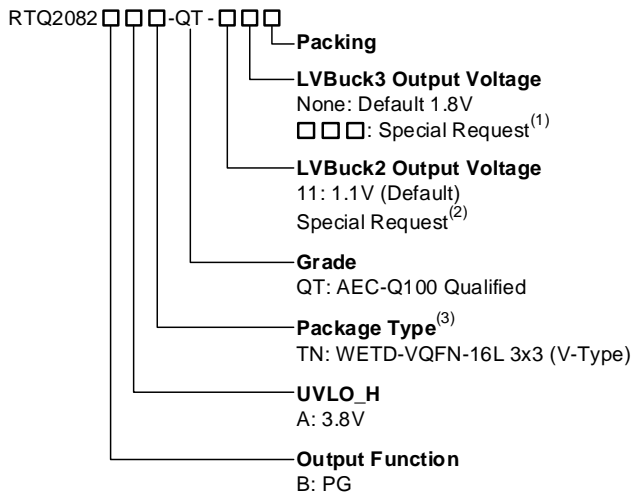 RTQ2082□□□-QT-□□□
Packing
LVBuck3 Output Voltage
None: Default 1.8V
□□□: Special Request(1)
LVBuck2 Output Voltage
11: 1.1V (Default)
Special Request(2)
Grade
QT: AEC-Q100 Qualified
Package Type(3)
TN: WETD-VQFN-16L 3x3 (V-Type)
UVLO_H
A: 3.8V
Output Function
B: PG